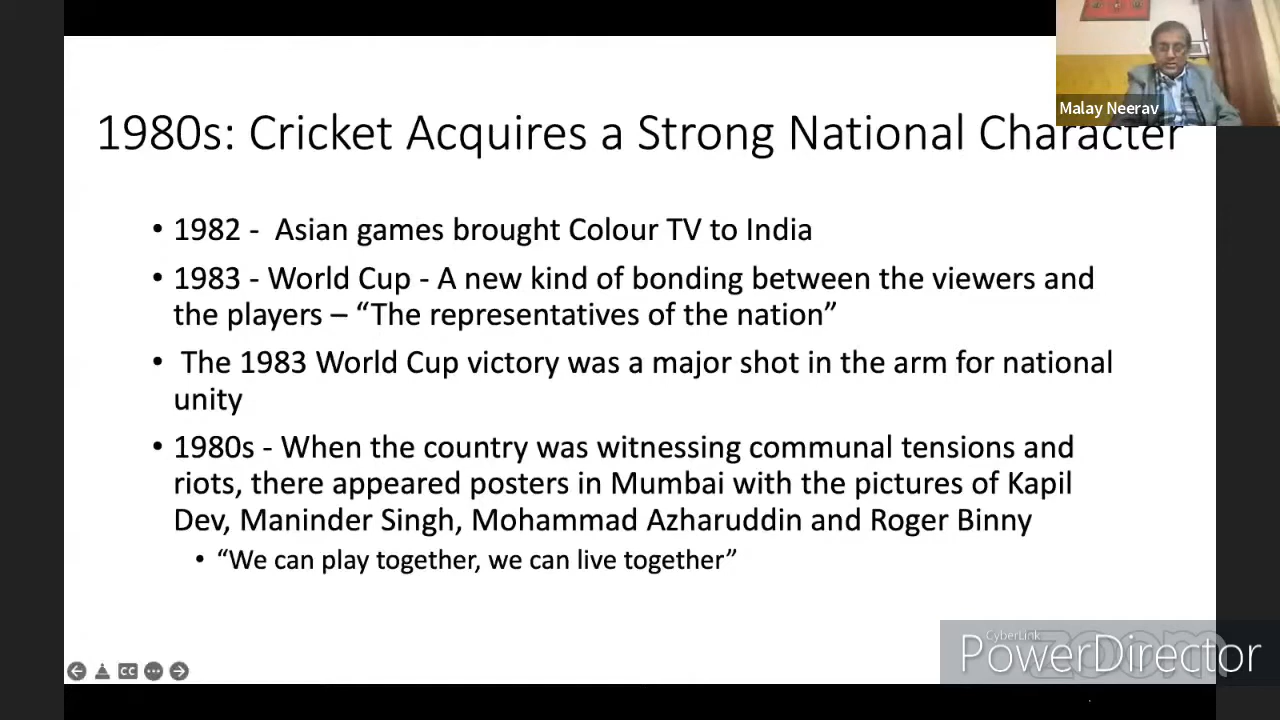 Malay Neerav
1980s: Cricket Acquires a Strong National Character
• 1982 - Asian games brought Colour TV to India
• 1983 - World Cup - A new kind of bonding between the viewers and
the players – “The representatives of the nation”
• The 1983 World Cup victory was a major shot in the arm for national
unity
• 1980s - When the country was witnessing communal tensions and
riots, there appeared posters in Mumbai with the pictures of Kapil
Dev, Maninder Singh, Mohammad Azharuddin and Roger Binny
• “We can play together, we can live together”
CC
zoom
CyberLink
PowerDirector